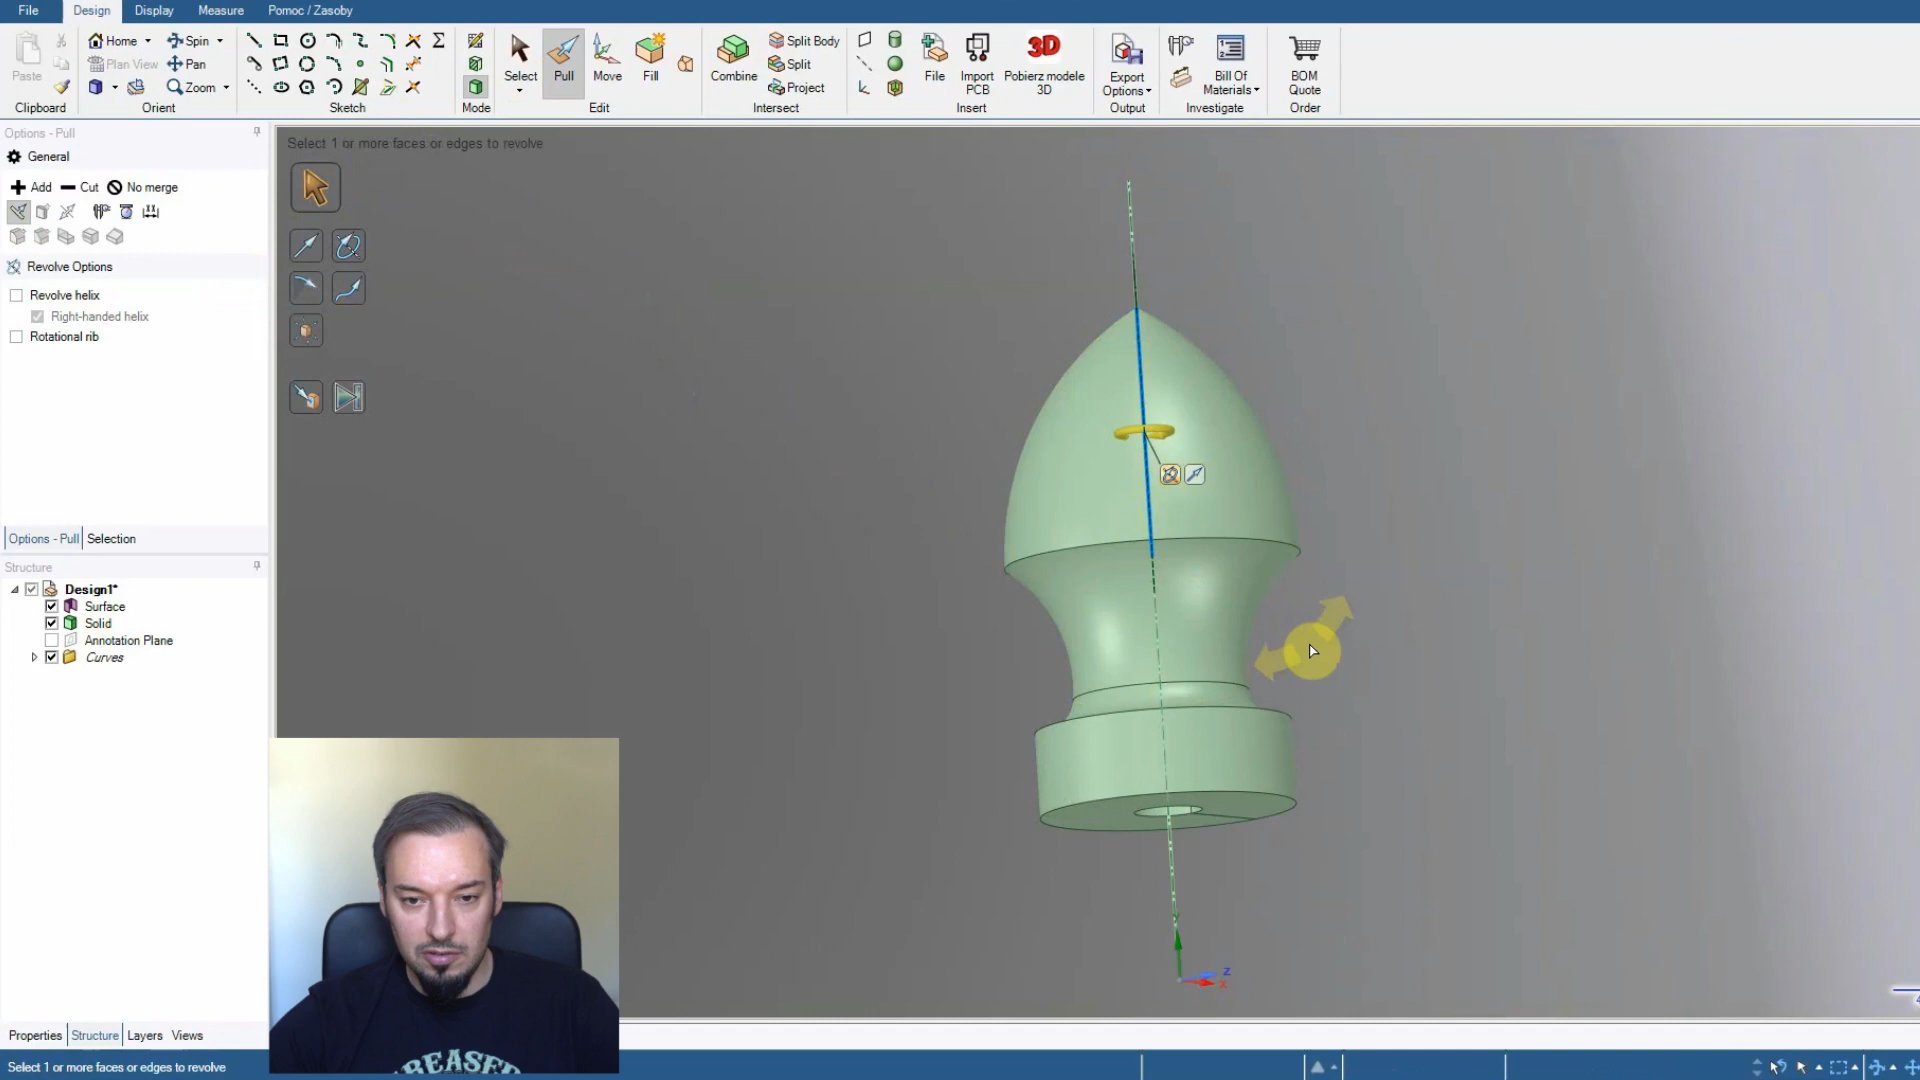 File Design Display Measure Pomoc / Zasoby
Paste
Clipboard
Home
Plan View
Spin
Pan
Zoom
Orient
Sketch
Mode
Select
Pull
Move
Fill
Edit
Combine
Split Body
Split
Project
Intersect
File
Import PCB
Pobierz modele 3D
3D
Insert
Export Options
Output
Bill Of Materials
Investigate
BOM Quote
Order
Options - Pull
General
Add Cut No merge
Revolve Options
Revolve helix
Right-handed helix
Rotational rib
Options - Pull Selection
Structure
Design1*
Surface
Solid
Annotation Plane
Curves
Properties Structure Layers Views
Select 1 or more faces or edges to revolve
Select 1 or more faces or edges to revolve
Y
Z
X